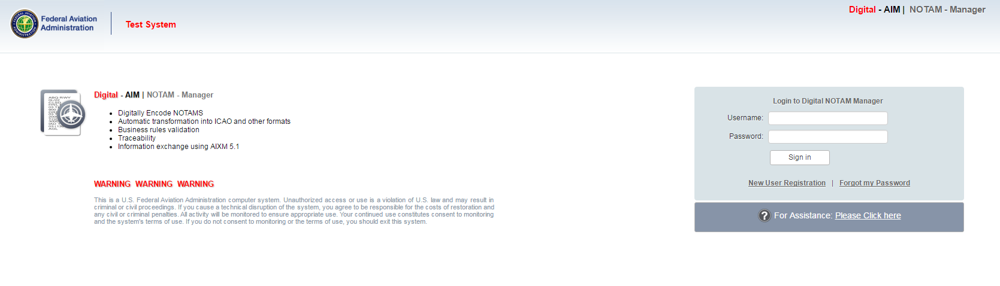 Federal Aviation
Administration
Test System
Digital - AIM | NOTAM - Manager
Digital - AIM | NOTAM - Manager
Digitally Encode NOTAMS
Automatic transformation into ICAO and other formats
Business rules validation
Traceability
Information exchange using AIXM 5.1
WARNING WARNING WARNING
This is a U.S. Federal Aviation Administration computer system. Unauthorized access or use is a violation of U.S. law and may result in
criminal or civil proceedings. If you cause a technical disruption of the system, you agree to be responsible for the costs of restoration and
any civil or criminal penalties. All activity will be monitored to ensure appropriate use. Your continued use constitutes consent to monitoring
and the system's terms of use. If you do not consent to monitoring or the terms of use, you should exit this system.
Login to Digital NOTAM Manager
Username:
Password:
Sign in
New User Registration | Forgot my Password
? For Assistance: Please Click here